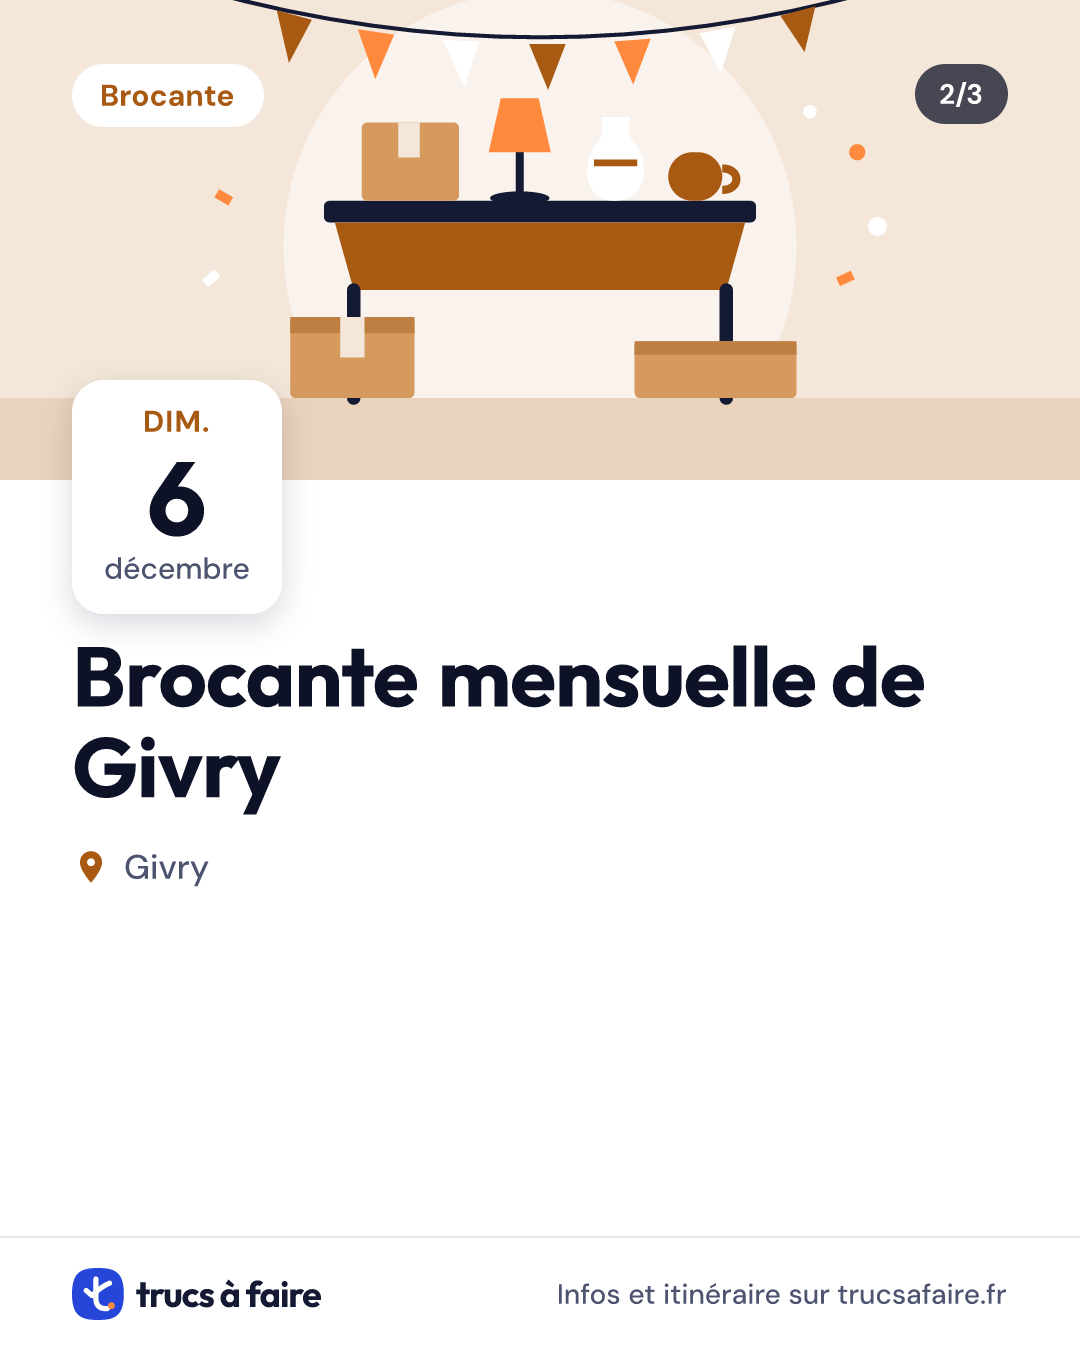 Brocante
2/3
DIM.
6
décembre
Brocante mensuelle de
Givry
Givry
trucs à faire
Infos et itinéraire sur trucsafaire.fr